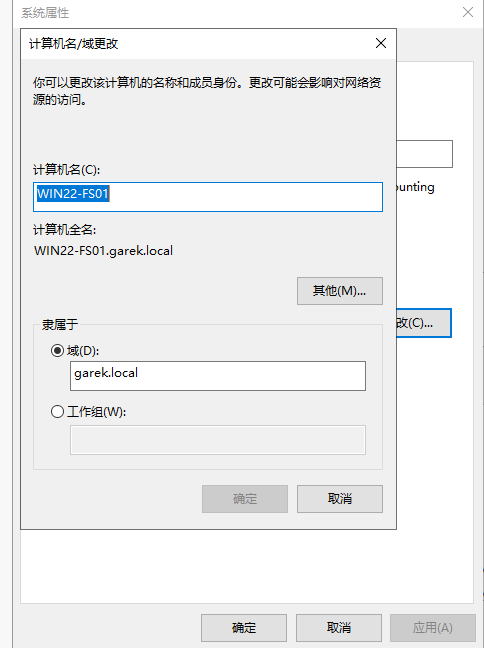 系统属性
计算机名/域更改
你可以更改该计算机的名称和成员身份。更改可能会影响对网络资
源的访问。
计算机名(C):
WIN22-FS01
计算机全名:
WIN22-FS01.garek.local
其他(M)...
隶属于
域(D):
garek.local
工作组(W):
确定
取消
ounting
改(C)...
确定
取消
应用(A)